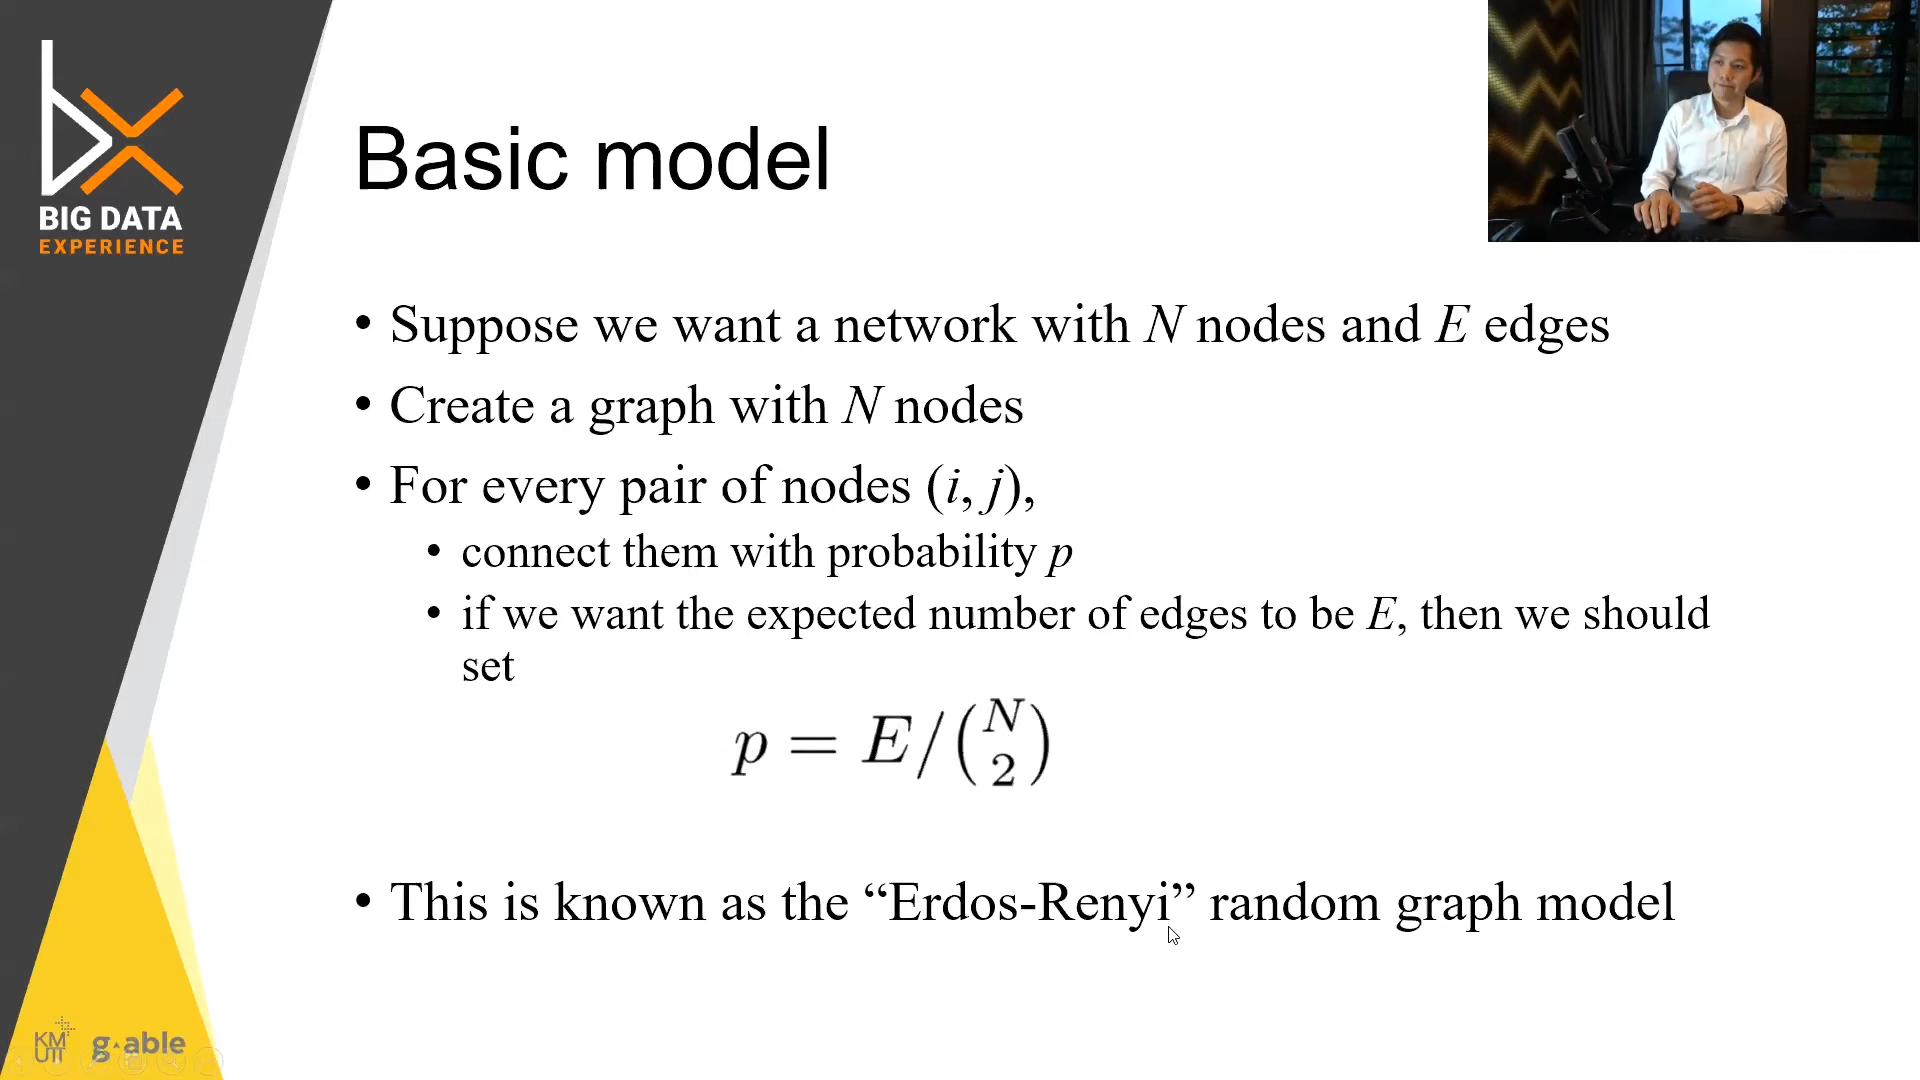 BIG DATA
EXPERIENCE
Basic model
• Suppose we want a network with N nodes and E edges
• Create a graph with N nodes
• For every pair of nodes (i, j),
• connect them with probability p
• if we want the expected number of edges to be E, then we should
set
p = E/(N 2)
• This is known as the “Erdos-Renyi” random graph model
KM
UTT
g▲able